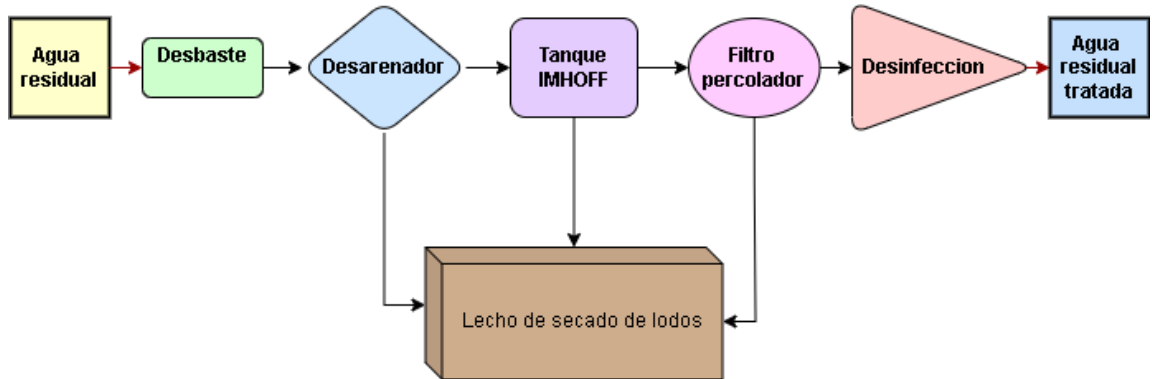 Agua
residual
Desbaste
Desarenador
Tanque
IMHOFF
Filtro
percolador
Desinfeccion
Agua
residual
tratada
Lecho de secado de lodos